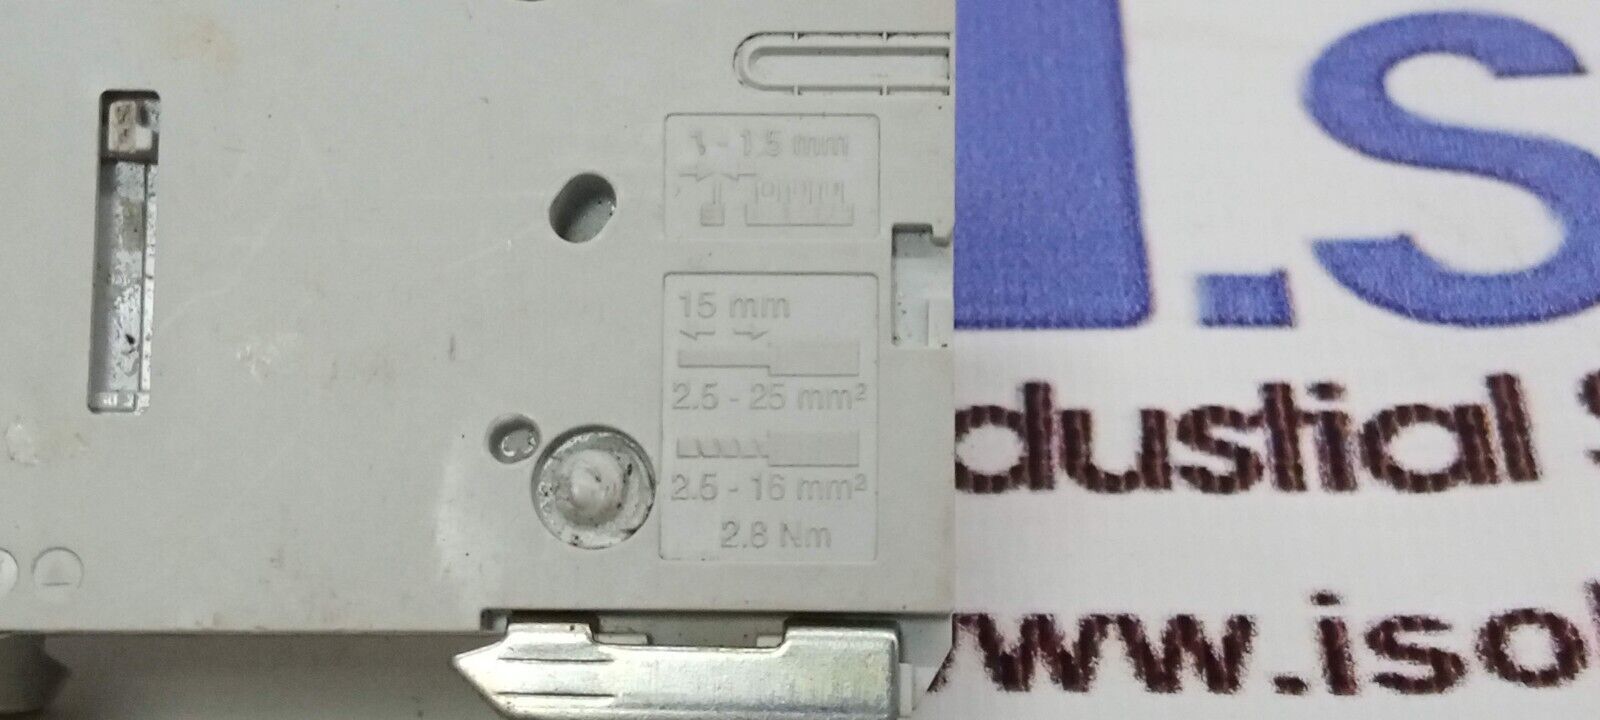 1 - 1.5 mm
15 mm
2.5 - 25 mm²
2.5 - 16 mm²
2.8 Nm
.S
dustial S
ww.iso